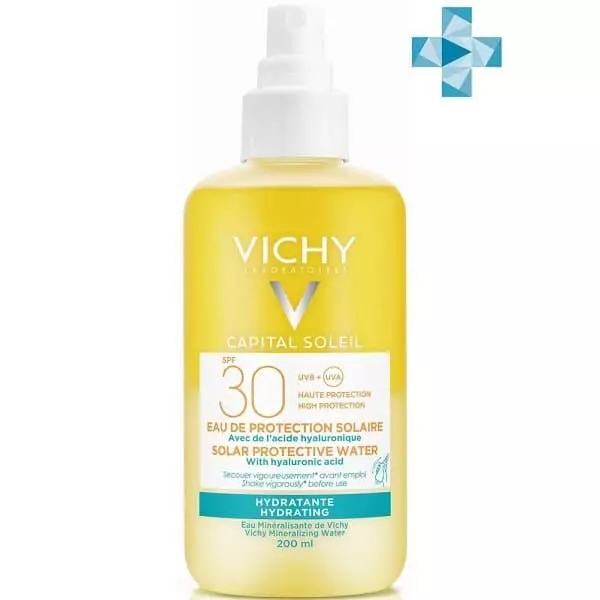 VICHY
LABORATOIRES
CAPITAL SOLEIL
SPF
30
UVB + UVA
HAUTE PROTECTION
HIGH PROTECTION
EAU DE PROTECTION SOLAIRE
Avec de l'acide hyaluronique
SOLAR PROTECTIVE WATER
With hyaluronic acid
Secouer vigoureusement* avant emploi
Shake vigorously* before use
HYDRATANTE
HYDRATING
Eau Minéralisante de Vichy
Vichy Mineralizing Water
200 ml